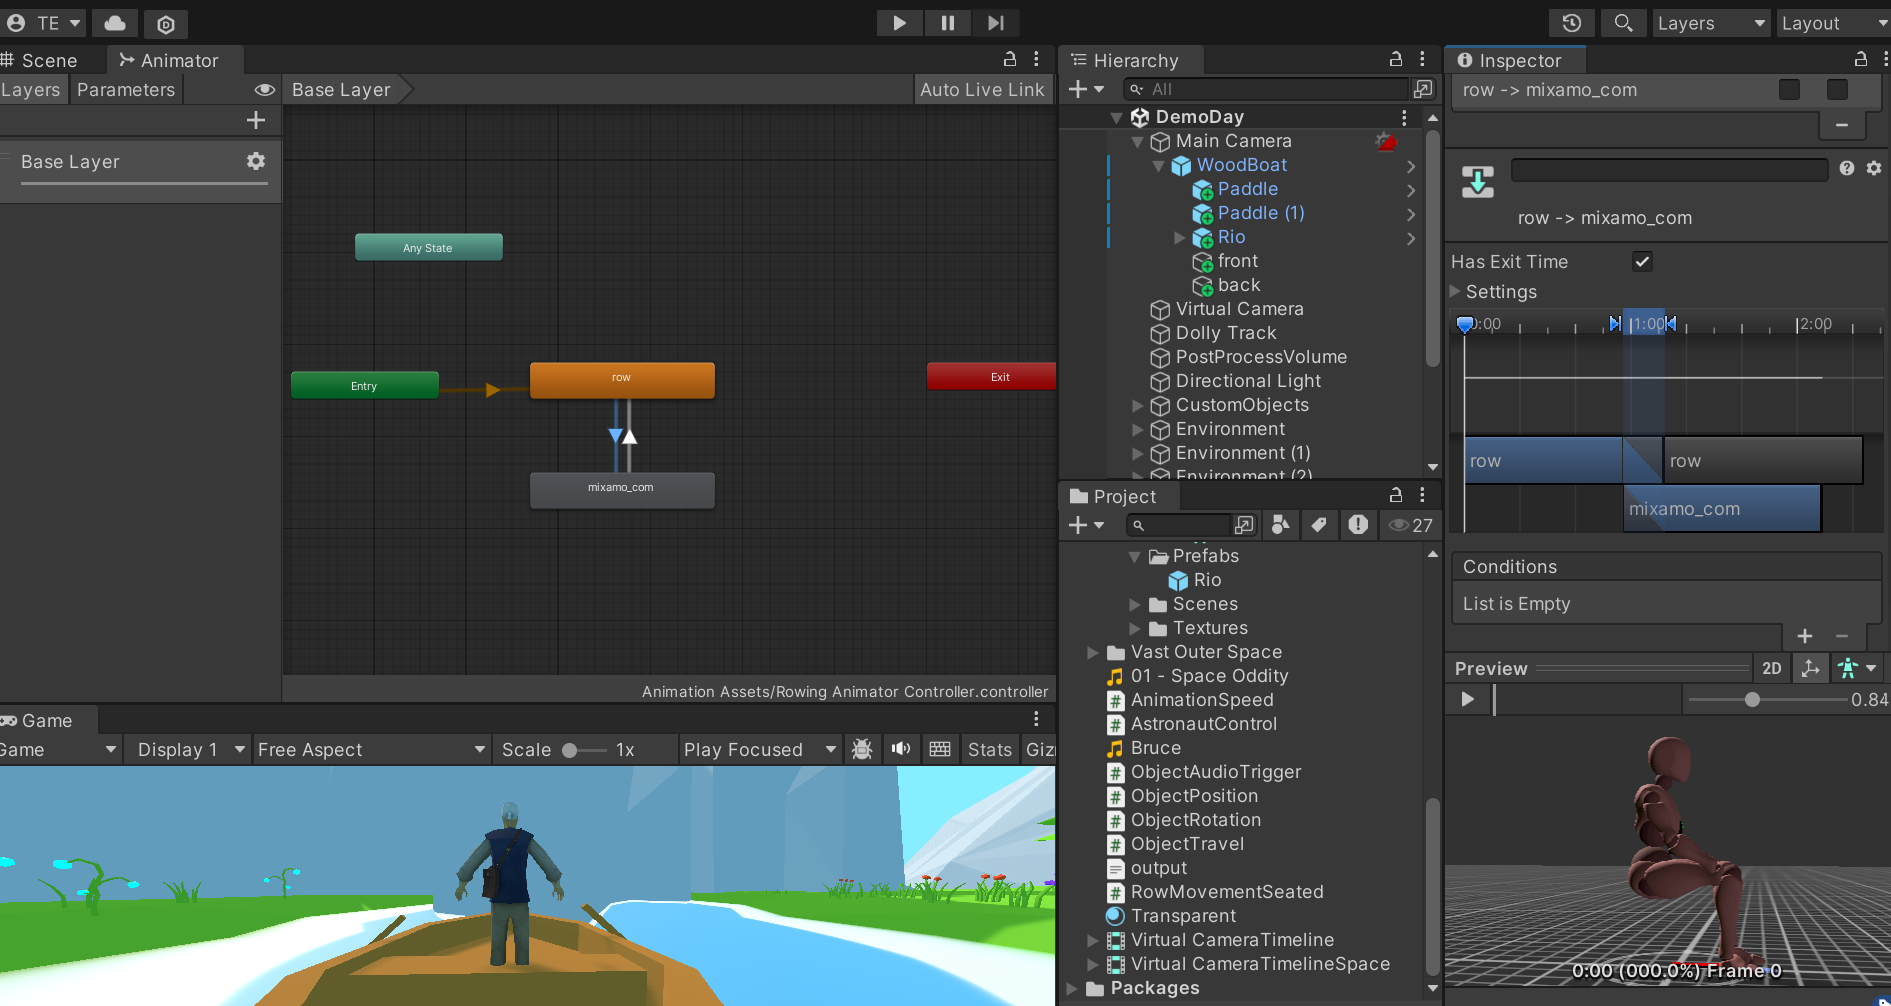 TE
Layers
Layout
Scene
Animator
Layers
Parameters
Base Layer
Auto Live Link
Base Layer
Any State
Entry
row
Exit
mixamo_com
Animation Assets/Rowing Animator Controller.controller
Game
Game
Display 1
Free Aspect
Scale
1x
Play Focused
Stats
Giz
Hierarchy
All
DemoDay
Main Camera
WoodBoat
Paddle
Paddle (1)
Rio
front
back
Virtual Camera
Dolly Track
PostProcessVolume
Directional Light
CustomObjects
Environment
Environment (1)
Environment (2)
Project
27
Prefabs
Rio
Scenes
Textures
Vast Outer Space
01 - Space Oddity
AnimationSpeed
AstronautControl
Bruce
ObjectAudioTrigger
ObjectPosition
ObjectRotation
ObjectTravel
output
RowMovementSeated
Transparent
Virtual CameraTimeline
Virtual CameraTimelineSpace
Packages
Inspector
row -> mixamo_com
row -> mixamo_com
Has Exit Time
Settings
0:00
1:00
2:00
row
row
mixamo_com
Conditions
List is Empty
Preview
2D
0.84
0:00 (000.0%) Frame 0